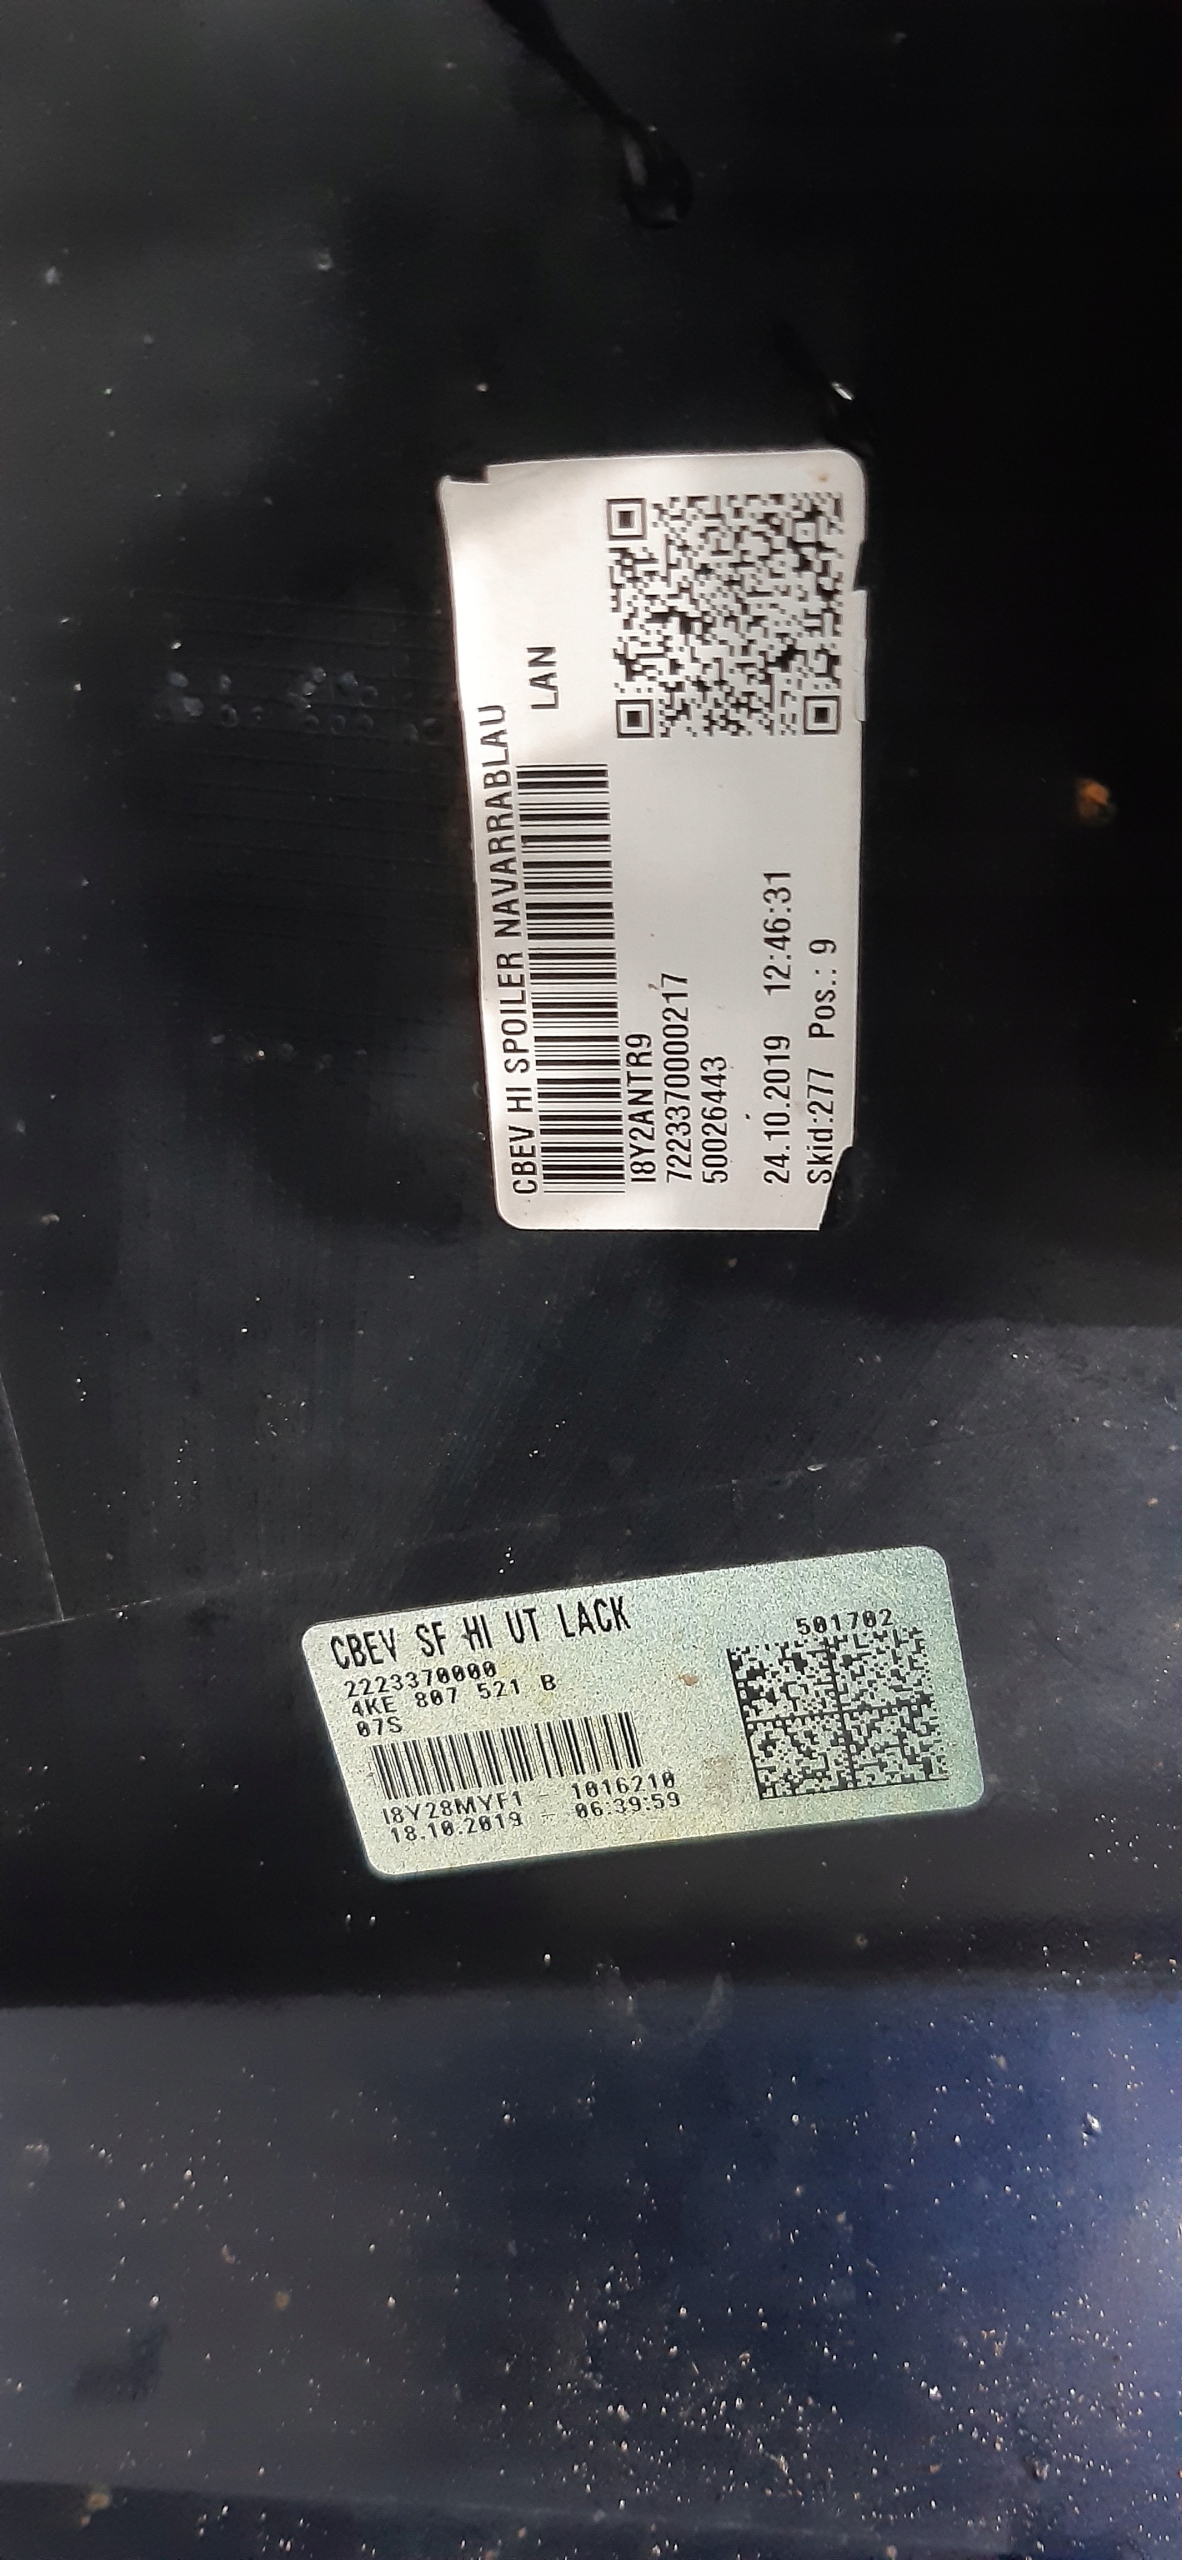 CBEV HI SPOILER NAVARRABLAU
LAN
I8Y2ANTR9
7223370000217
50026443
24.10.2019 12:46:31
Skid:277 Pos.: 9
CBEV SF HI UT LACK
2223370000
4KE 807 521 B
07S
501702
I8Y28MYF1 - 1016210
18.10.2019 - 06:39:59